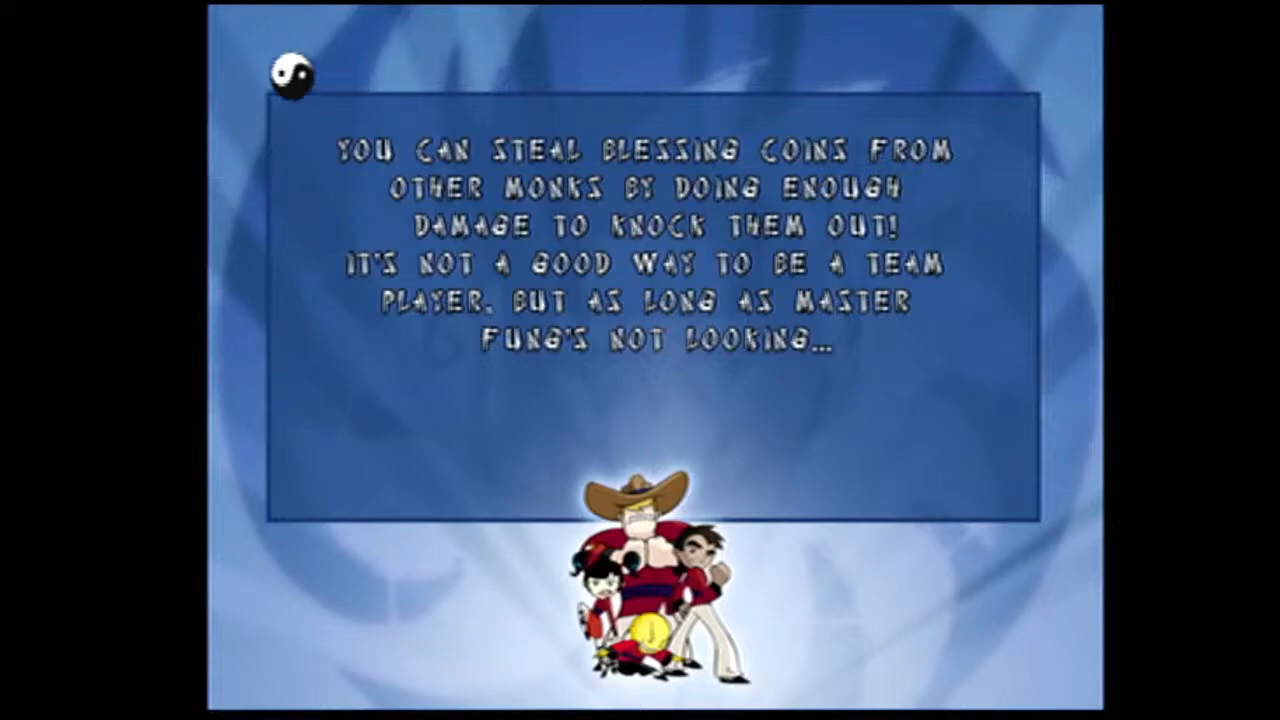 YOU CAN STEAL BLESSING COINS FROM
OTHER MONKS BY DOING ENOUGH
DAMAGE TO KNOCK THEM OUT!
IT'S NOT A GOOD WAY TO BE A TEAM
PLAYER, BUT AS LONG AS MASTER
FUNG'S NOT LOOKING...